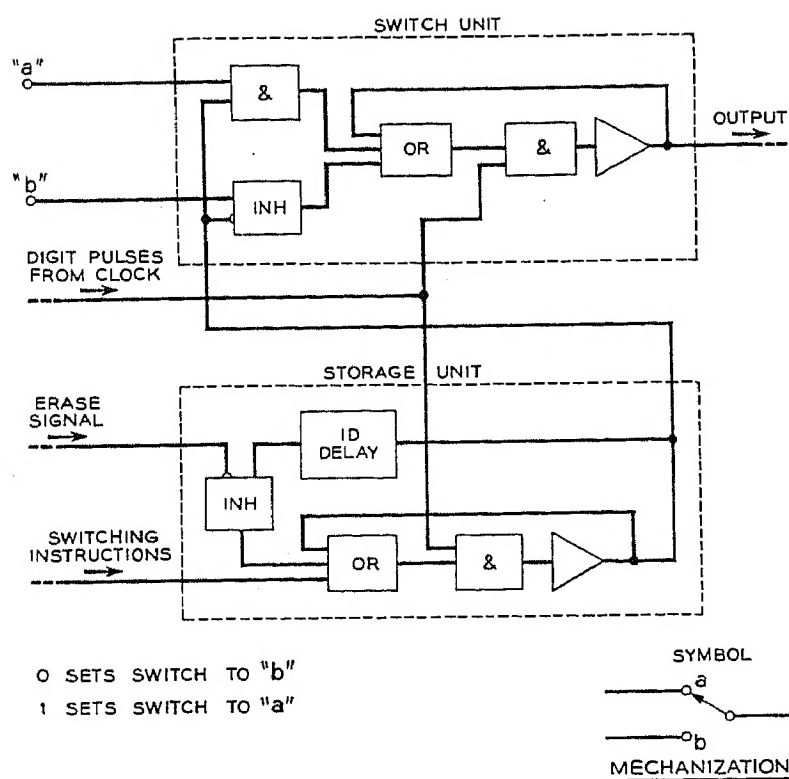 SWITCH UNIT
"a"
&
OR
&
OUTPUT
"b"
INH
DIGIT PULSES
FROM CLOCK
STORAGE UNIT
ERASE
SIGNAL
1D
DELAY
INH
SWITCHING
INSTRUCTIONS
OR
&
0 SETS SWITCH TO "b"
1 SETS SWITCH TO "a"
SYMBOL
a
b
MECHANIZATION